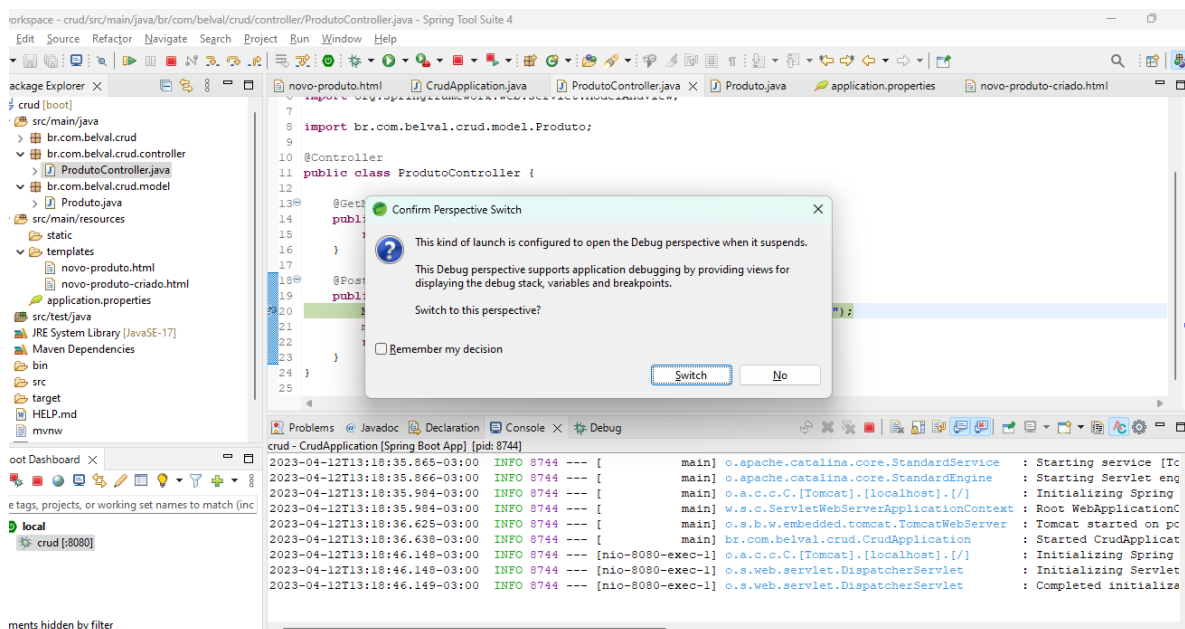 workspace - crud/src/main/java/br/com/belval/crud/controller/ProdutoController.java - Spring Tool Suite 4
Edit Source Refactor Navigate Search Project Run Window Help
ackage Explorer
novo-produto.html CrudApplication.java ProdutoController.java Produto.java application.properties novo-produto-criado.html
crud [boot]
src/main/java
br.com.belval.crud
br.com.belval.crud.controller
ProdutoController.java
br.com.belval.crud.model
Produto.java
src/main/resources
static
templates
novo-produto.html
novo-produto-criado.html
application.properties
src/test/java
JRE System Library [JavaSE-17]
Maven Dependencies
bin
src
target
HELP.md
mvnw
6 import org.springframework.web.servlet.ModelAndView;
7
8 import br.com.belval.crud.model.Produto;
9
10 @Controller
11 public class ProdutoController {
12
13 @Get
14 publi
15
16 }
17
18 @Post
19 publi
20 ");
21
22
23 }
24 }
25
Confirm Perspective Switch
This kind of launch is configured to open the Debug perspective when it suspends.
This Debug perspective supports application debugging by providing views for
displaying the debug stack, variables and breakpoints.
Switch to this perspective?
Remember my decision
Switch No
Problems Javadoc Declaration Console Debug
crud - CrudApplication [Spring Boot App] [pid: 8744]
2023-04-12T13:18:35.865-03:00 INFO 8744 --- [ main] o.apache.catalina.core.StandardService : Starting service [Tc
2023-04-12T13:18:35.866-03:00 INFO 8744 --- [ main] o.apache.catalina.core.StandardEngine : Starting Servlet eng
2023-04-12T13:18:35.984-03:00 INFO 8744 --- [ main] o.a.c.c.C.[Tomcat].[localhost].[/] : Initializing Spring
2023-04-12T13:18:35.984-03:00 INFO 8744 --- [ main] w.s.c.ServletWebServerApplicationContext : Root WebApplicationC
2023-04-12T13:18:36.625-03:00 INFO 8744 --- [ main] o.s.b.w.embedded.tomcat.TomcatWebServer : Tomcat started on po
2023-04-12T13:18:36.638-03:00 INFO 8744 --- [ main] br.com.belval.crud.CrudApplication : Started CrudApplicat
2023-04-12T13:18:46.148-03:00 INFO 8744 --- [nio-8080-exec-1] o.a.c.c.C.[Tomcat].[localhost].[/] : Initializing Spring
2023-04-12T13:18:46.148-03:00 INFO 8744 --- [nio-8080-exec-1] o.s.web.servlet.DispatcherServlet : Initializing Servlet
2023-04-12T13:18:46.149-03:00 INFO 8744 --- [nio-8080-exec-1] o.s.web.servlet.DispatcherServlet : Completed initializa
oot Dashboard
e tags, projects, or working set names to match (inc
local
crud [:8080]
ments hidden by filter